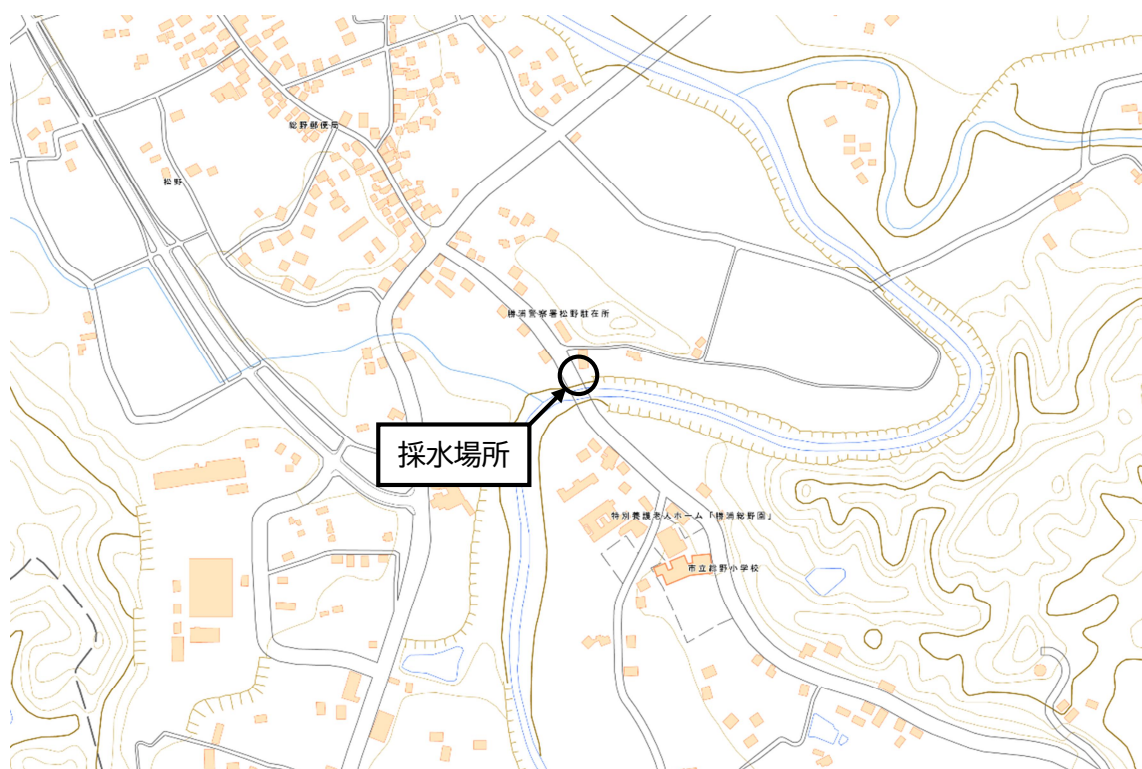 総野郵便局
松野
勝浦警察署松野駐在所
採水場所
特別養護老人ホーム「勝浦総野園」
市立総野小学校